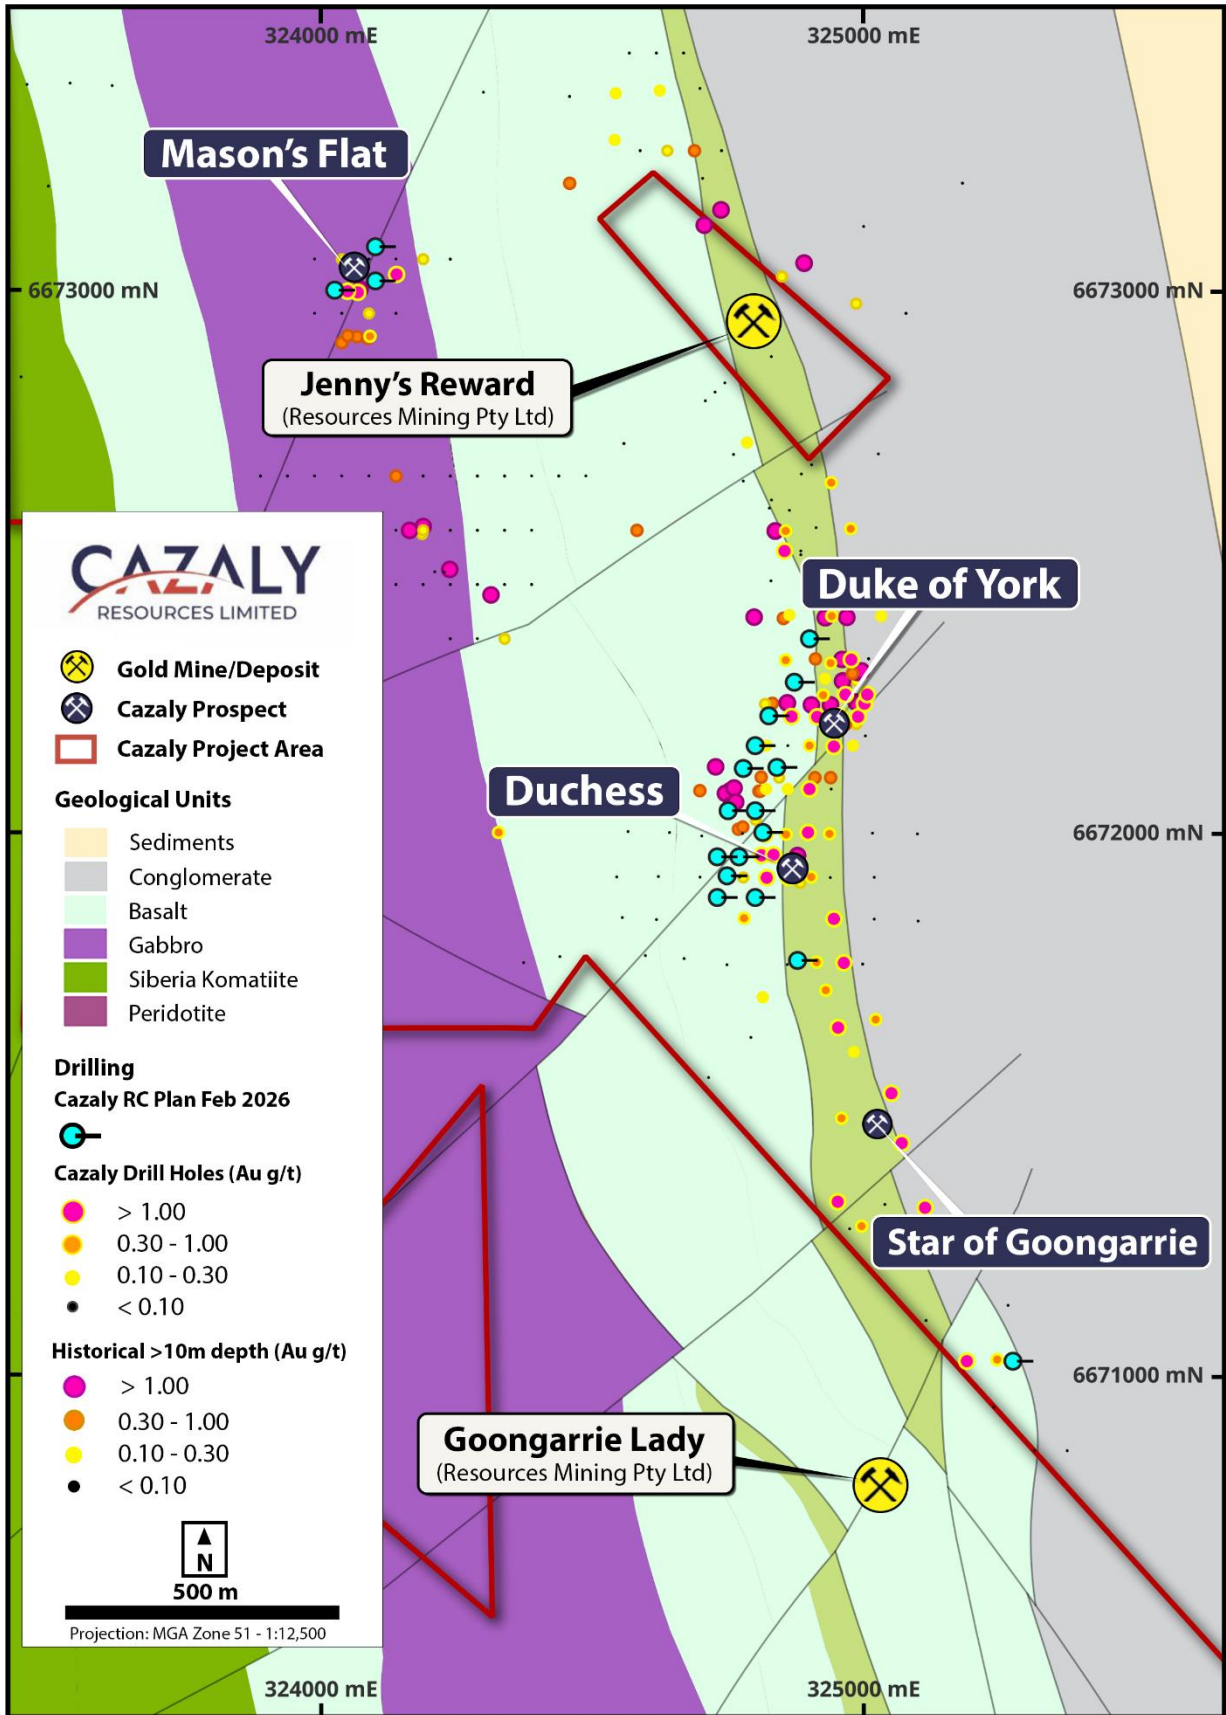 324000 mE
325000 mE
Mason's Flat
6673000 mN
6673000 mN
Jenny's Reward
(Resources Mining Pty Ltd)
Duke of York
Duchess
6672000 mN
Star of Goongarrie
6671000 mN
Goongarrie Lady
(Resources Mining Pty Ltd)
CAZALY
RESOURCES LIMITED
Gold Mine/Deposit
Cazaly Prospect
Cazaly Project Area
Geological Units
Sediments
Conglomerate
Basalt
Gabbro
Siberia Komatiite
Peridotite
Drilling
Cazaly RC Plan Feb 2026
Cazaly Drill Holes (Au g/t)
> 1.00
0.30 - 1.00
0.10 - 0.30
< 0.10
Historical >10m depth (Au g/t)
> 1.00
0.30 - 1.00
0.10 - 0.30
< 0.10
N
500 m
Projection: MGA Zone 51 - 1:12,500
324000 mE
325000 mE